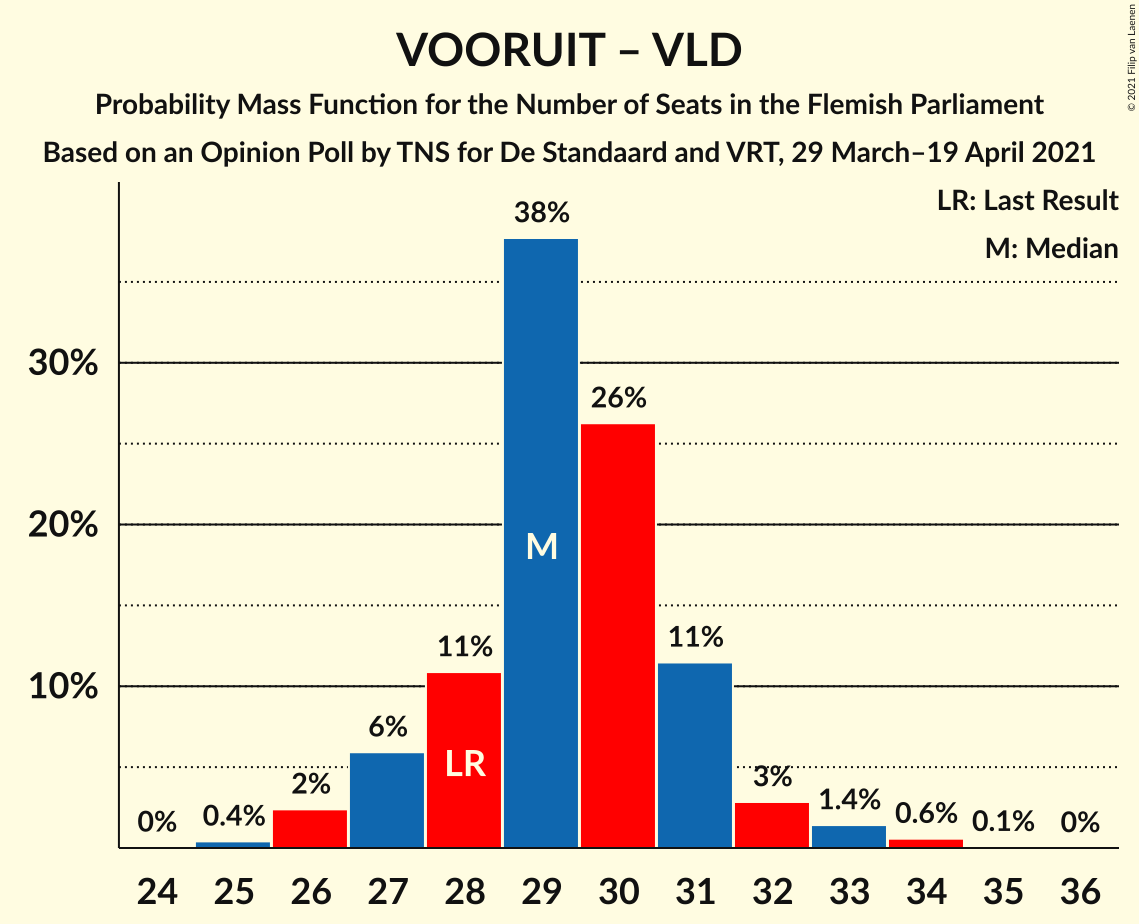 VOORUIT – VLD
Probability Mass Function for the Number of Seats in the Flemish Parliament
Based on an Opinion Poll by TNS for De Standaard and VRT, 29 March–19 April 2021
© 2021 Filip van Laenen
LR: Last Result
M: Median
38%
30%
26%
20%
M
11%
11%
10%
6%
LR
3%
2%
1.4%
0.6%
0.4%
0%
0.1%
0%
24 25 26 27 28 29 30 31 32 33 34 35 36